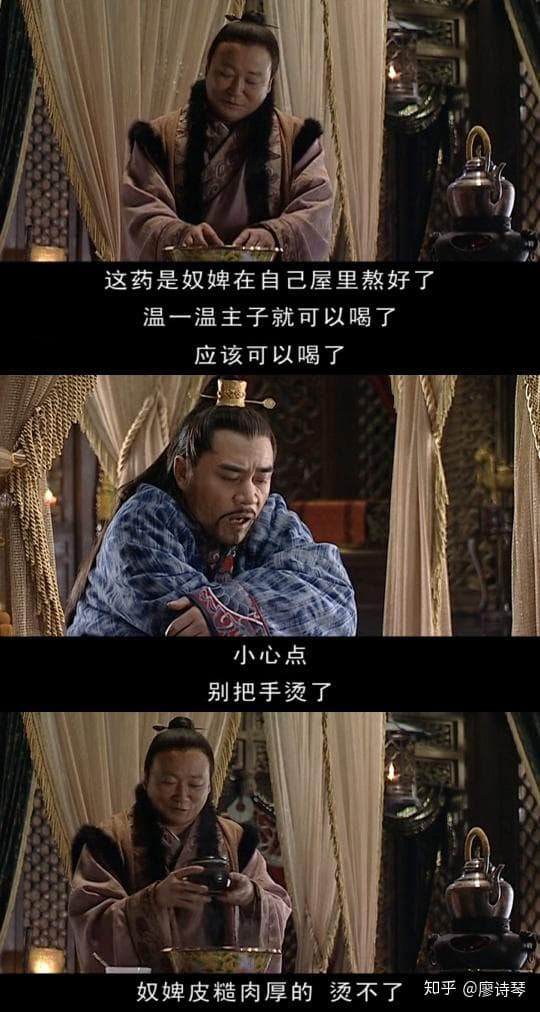 这药是奴婢在自己屋里熬好了
温一温主子就可以喝了
应该可以喝了
小心点
别把手烫了
奴婢皮糙肉厚的 烫不了
知乎 @廖诗琴